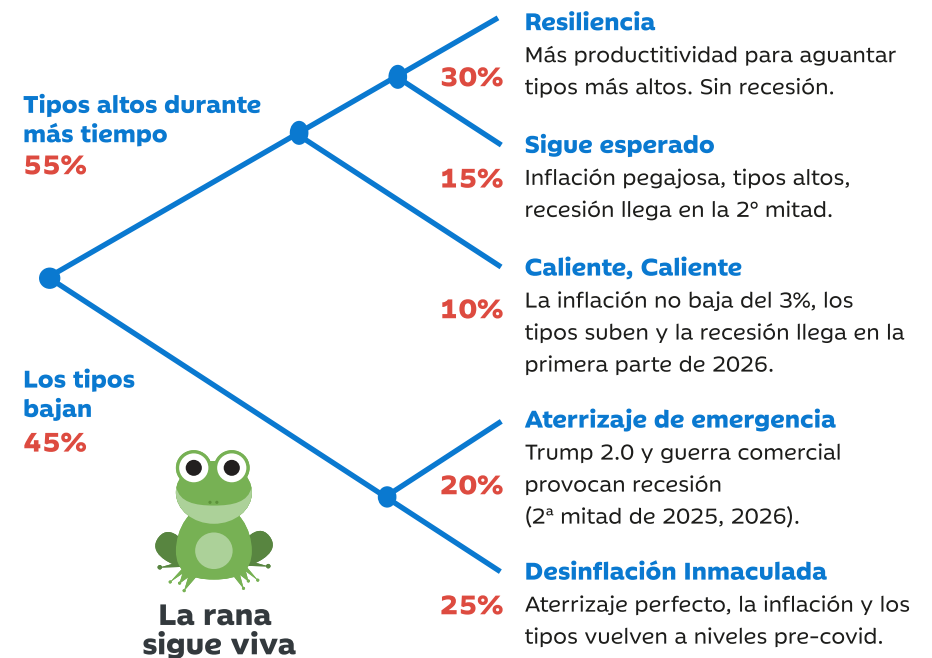 Resiliencia
Más productitividad para aguantar
30%
tipos más altos. Sin recesión.
Tipos altos durante
más tiempo
55%
Sigue esperado
15%
Inflación pegajosa, tipos altos,
recesión llega en la 2º mitad.
Caliente, Caliente
10%
La inflación no baja del 3%, los
tipos suben y la recesión llega en la
primera parte de 2026.
Los tipos
bajan
45%
Aterrizaje de emergencia
Trump 2.0 y guerra comercial
20%
provocan recesión
(2ª mitad de 2025, 2026).
Desinflación Inmaculada
25%
Aterrizaje perfecto, la inflación y los
tipos vuelven a niveles pre-covid.
La rana
sigue viva